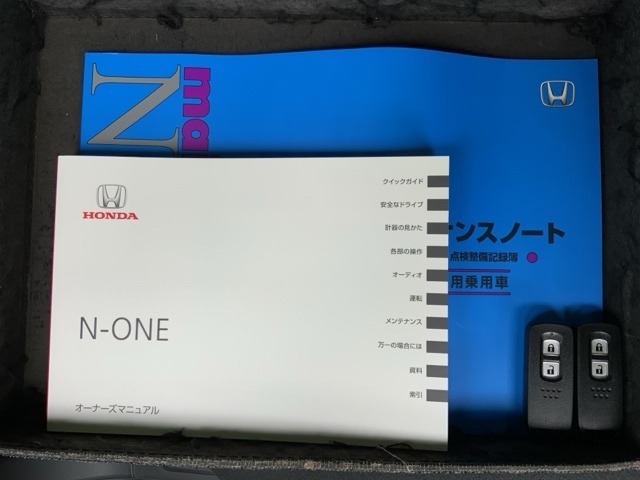 N
ma
ンスノート
点検整備記録簿
用乗用車
HONDA
N-ONE
オーナーズマニュアル
クイックガイド
安全なドライブ
計器の見かた
各部の操作
オーディオ
運転
メンテナンス
万一の場合には
資料
索引